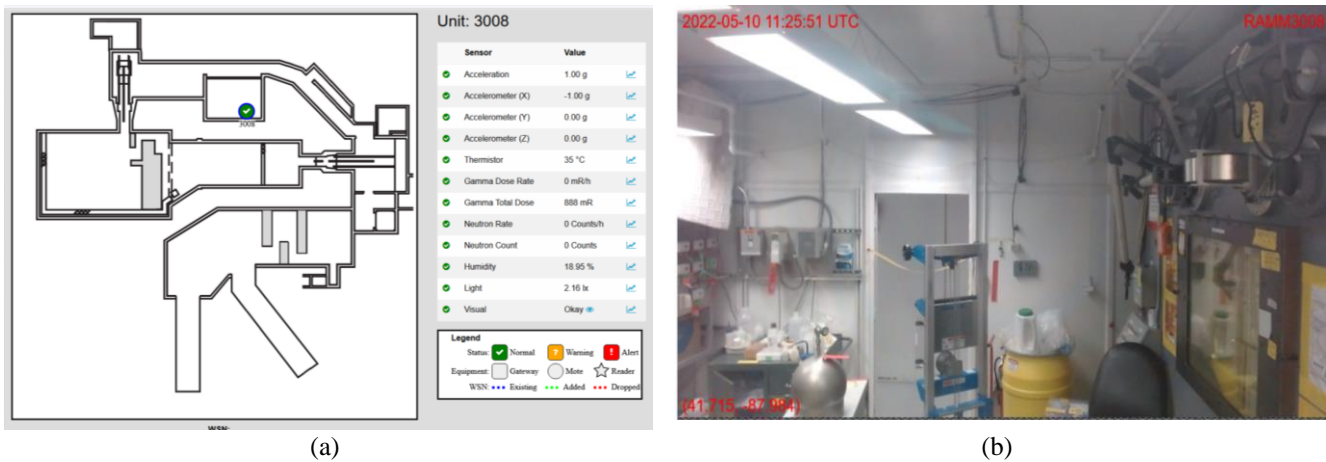 Unit: 3008
Sensor Value
Acceleration 1.00 g
Accelerometer (X) -1.00 g
Accelerometer (Y) 0.00 g
Accelerometer (Z) 0.00 g
Thermistor 35 °C
Gamma Dose Rate 0 mR/h
Gamma Total Dose 888 mR
Neutron Rate 0 Counts/h
Neutron Count 0 Counts
Humidity 18.95 %
Light 2.16 lx
Visual Okay
Legend
Status: Normal ? Warning ! Alert
Equipment: Gateway Mote Reader
WSN: Existing Added Dropped
3008
WSN:
(a)
2022-05-10 11:25:51 UTC RAMM3008
(41.715, -87.984)
(b)